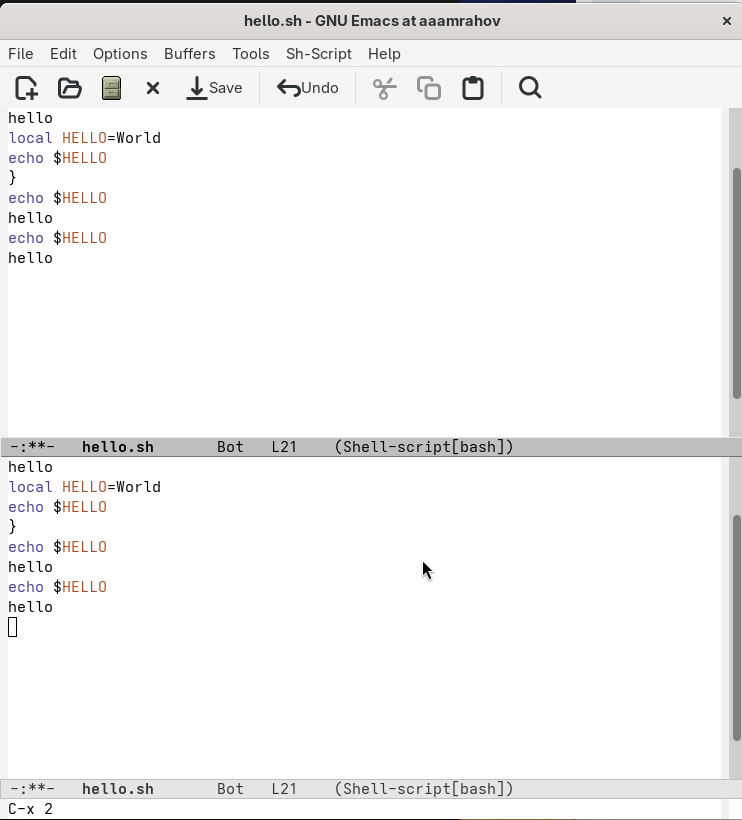 hello.sh - GNU Emacs at aaamrahov
File Edit Options Buffers Tools Sh-Script Help
Save Undo
hello
local HELLO=World
echo $HELLO
}
echo $HELLO
hello
echo $HELLO
hello
-:**- hello.sh Bot L21 (Shell-script[bash])
hello
local HELLO=World
echo $HELLO
}
echo $HELLO
hello
echo $HELLO
hello
-:**- hello.sh Bot L21 (Shell-script[bash])
C-x 2